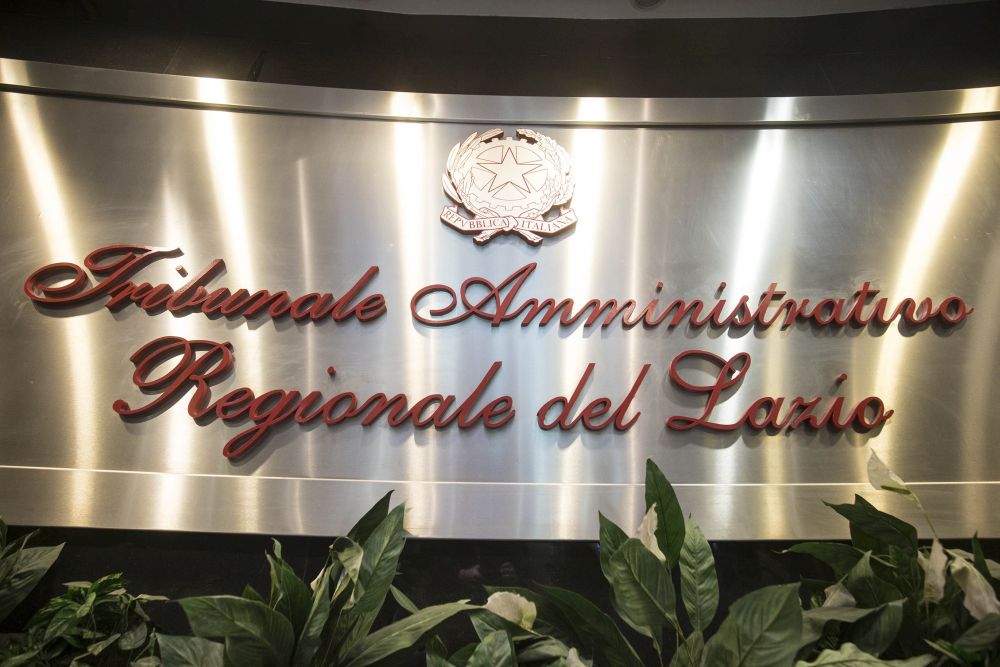 REPVBBLICA ITALIANA
Tribunale Amministrativo
Regionale del Lazio